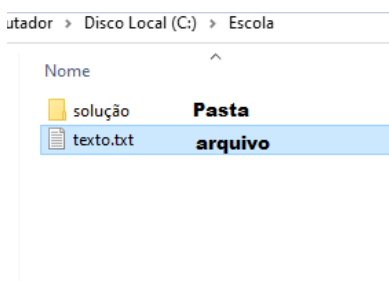 utador > Disco Local (C:) > Escola
Nome
solução Pasta
texto.txt arquivo